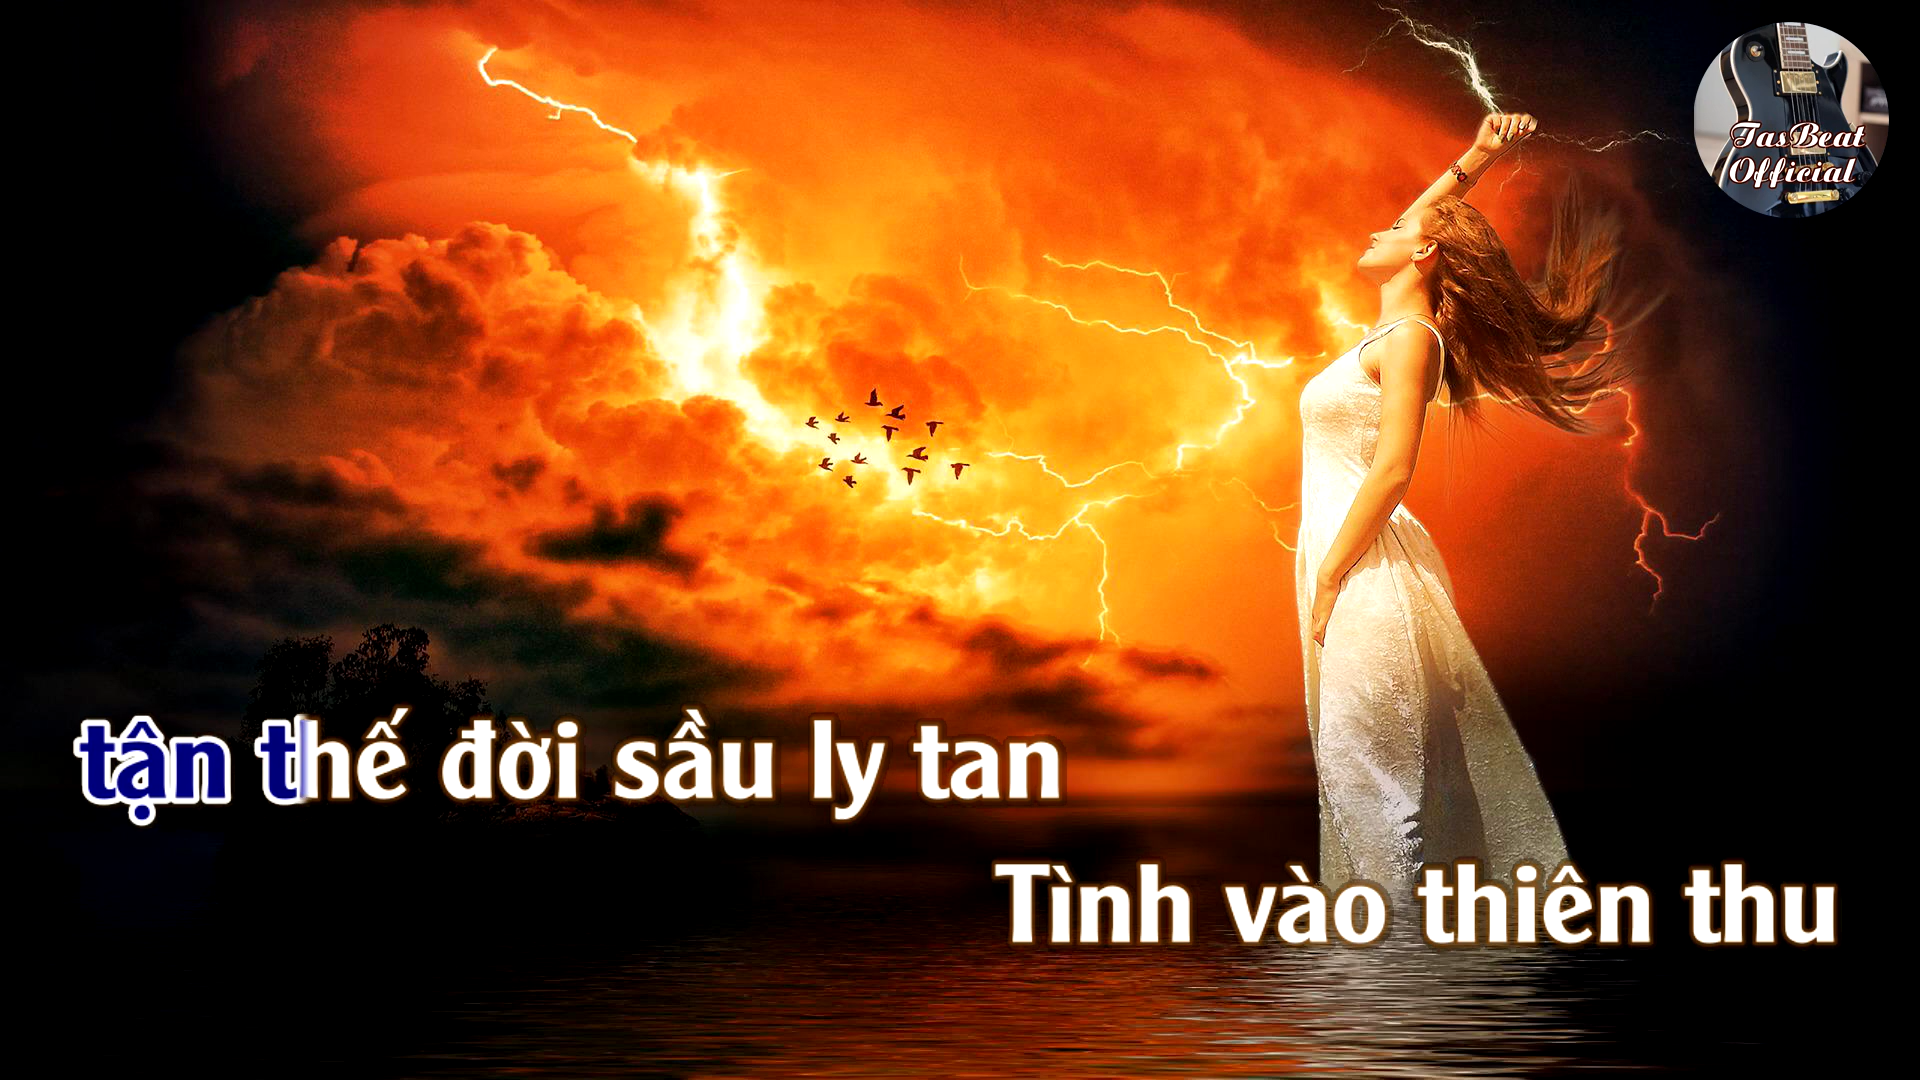 TasBeat
Official
tận thế đời sầu ly tan
Tình vào thiên thu